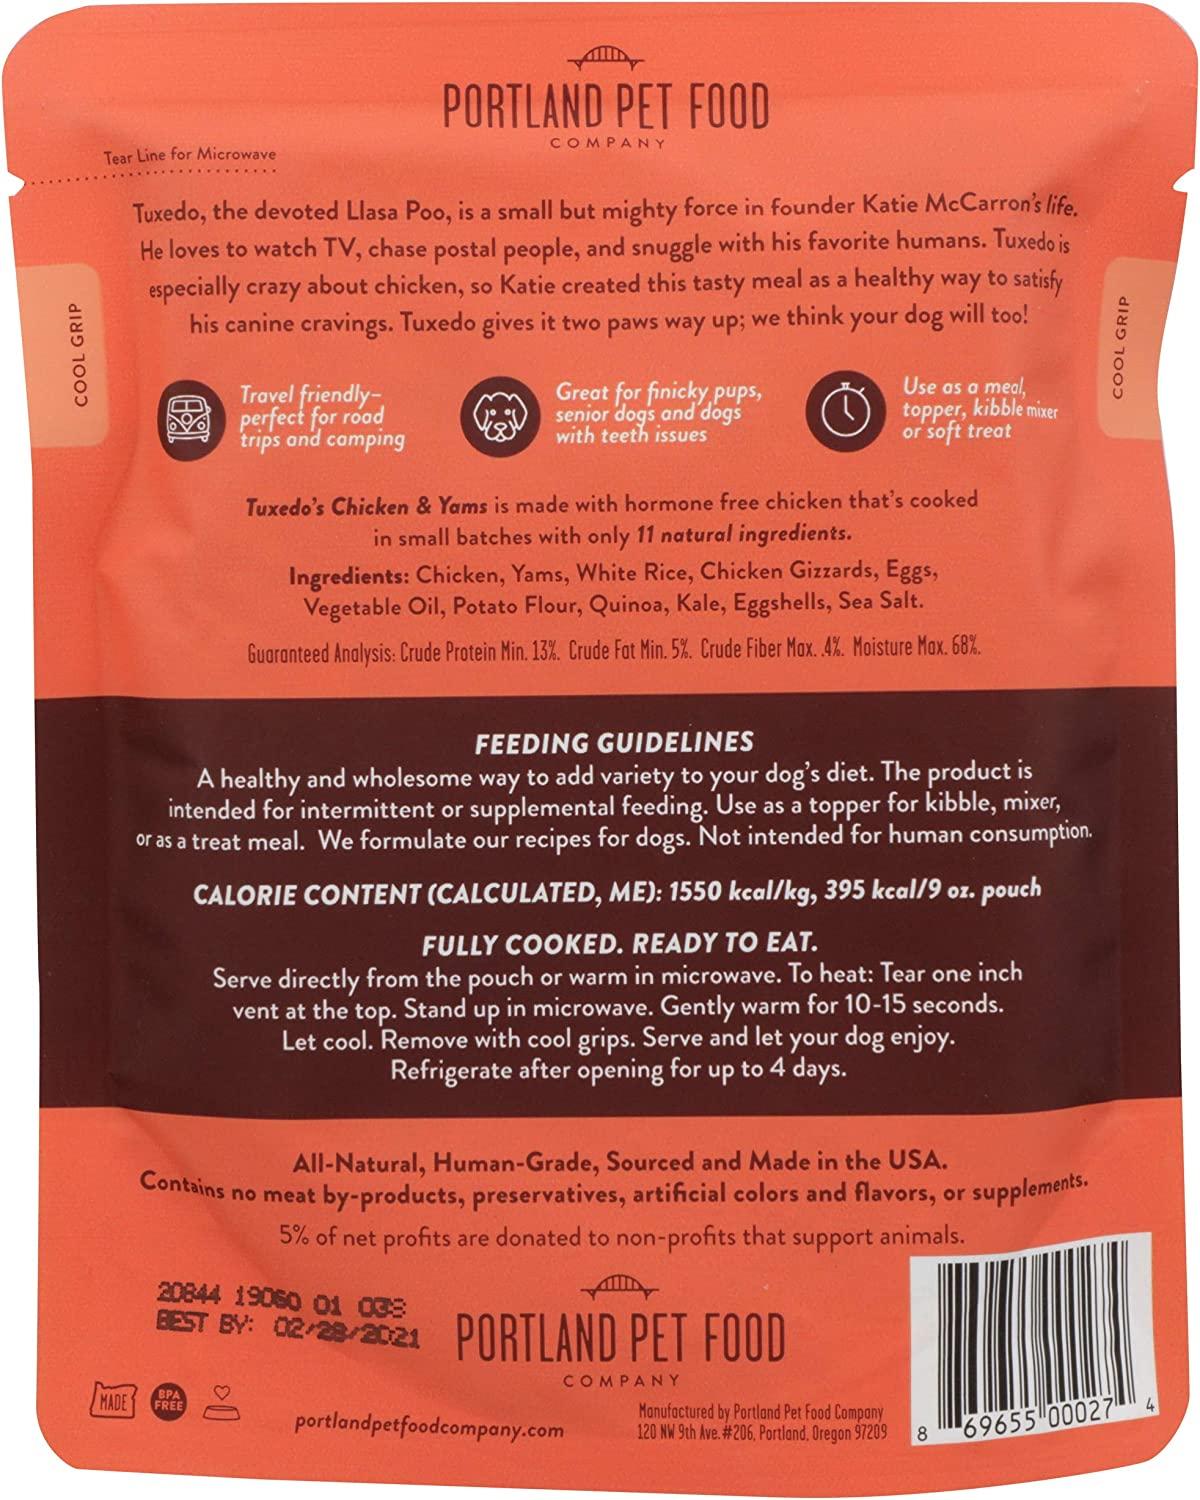 PORTLAND PET FOOD
COMPANY
Tear Line for Microwave
Tuxedo, the devoted Llasa Poo, is a small but mighty force in founder Katie McCarron's life.
He loves to watch TV, chase postal people, and snuggle with his favorite humans. Tuxedo is
especially crazy about chicken, so Katie created this tasty meal as a healthy way to satisfy
his canine cravings. Tuxedo gives it two paws way up; we think your dog will too!
COOL GRIP
COOL GRIP
Travel friendly–
perfect for road
trips and camping
Great for finicky pups,
senior dogs and dogs
with teeth issues
Use as a meal,
topper, kibble mixer
or soft treat
Tuxedo's Chicken & Yams is made with hormone free chicken that's cooked
in small batches with only 11 natural ingredients.
Ingredients: Chicken, Yams, White Rice, Chicken Gizzards, Eggs,
Vegetable Oil, Potato Flour, Quinoa, Kale, Eggshells, Sea Salt.
Guaranteed Analysis: Crude Protein Min. 13%. Crude Fat Min. 5%. Crude Fiber Max. .4%. Moisture Max. 68%.
FEEDING GUIDELINES
A healthy and wholesome way to add variety to your dog's diet. The product is
intended for intermittent or supplemental feeding. Use as a topper for kibble, mixer,
or as a treat meal. We formulate our recipes for dogs. Not intended for human consumption.
CALORIE CONTENT (CALCULATED, ME): 1550 kcal/kg, 395 kcal/9 oz. pouch
FULLY COOKED. READY TO EAT.
Serve directly from the pouch or warm in microwave. To heat: Tear one inch
vent at the top. Stand up in microwave. Gently warm for 10-15 seconds.
Let cool. Remove with cool grips. Serve and let your dog enjoy.
Refrigerate after opening for up to 4 days.
All-Natural, Human-Grade, Sourced and Made in the USA.
Contains no meat by-products, preservatives, artificial colors and flavors, or supplements.
5% of net profits are donated to non-profits that support animals.
20844 19060 01
BEST BY: 02/28/2021
PORTLAND PET FOOD
COMPANY
MADE
BPA
FREE
portlandpetfoodcompany.com
Manufactured by Portland Pet Food Company
120 NW 9th Ave. #206, Portland, Oregon 97209
8 69655 00027 4